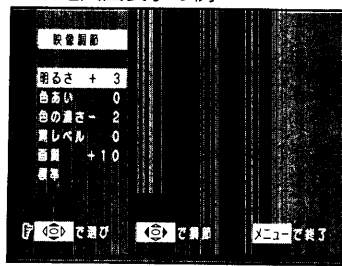 映像調節
明るさ + 3
色あい 0
色の濃さ- 2
黒レベル 0
画質 +10
標準
で選び
で調節
メニューで終了